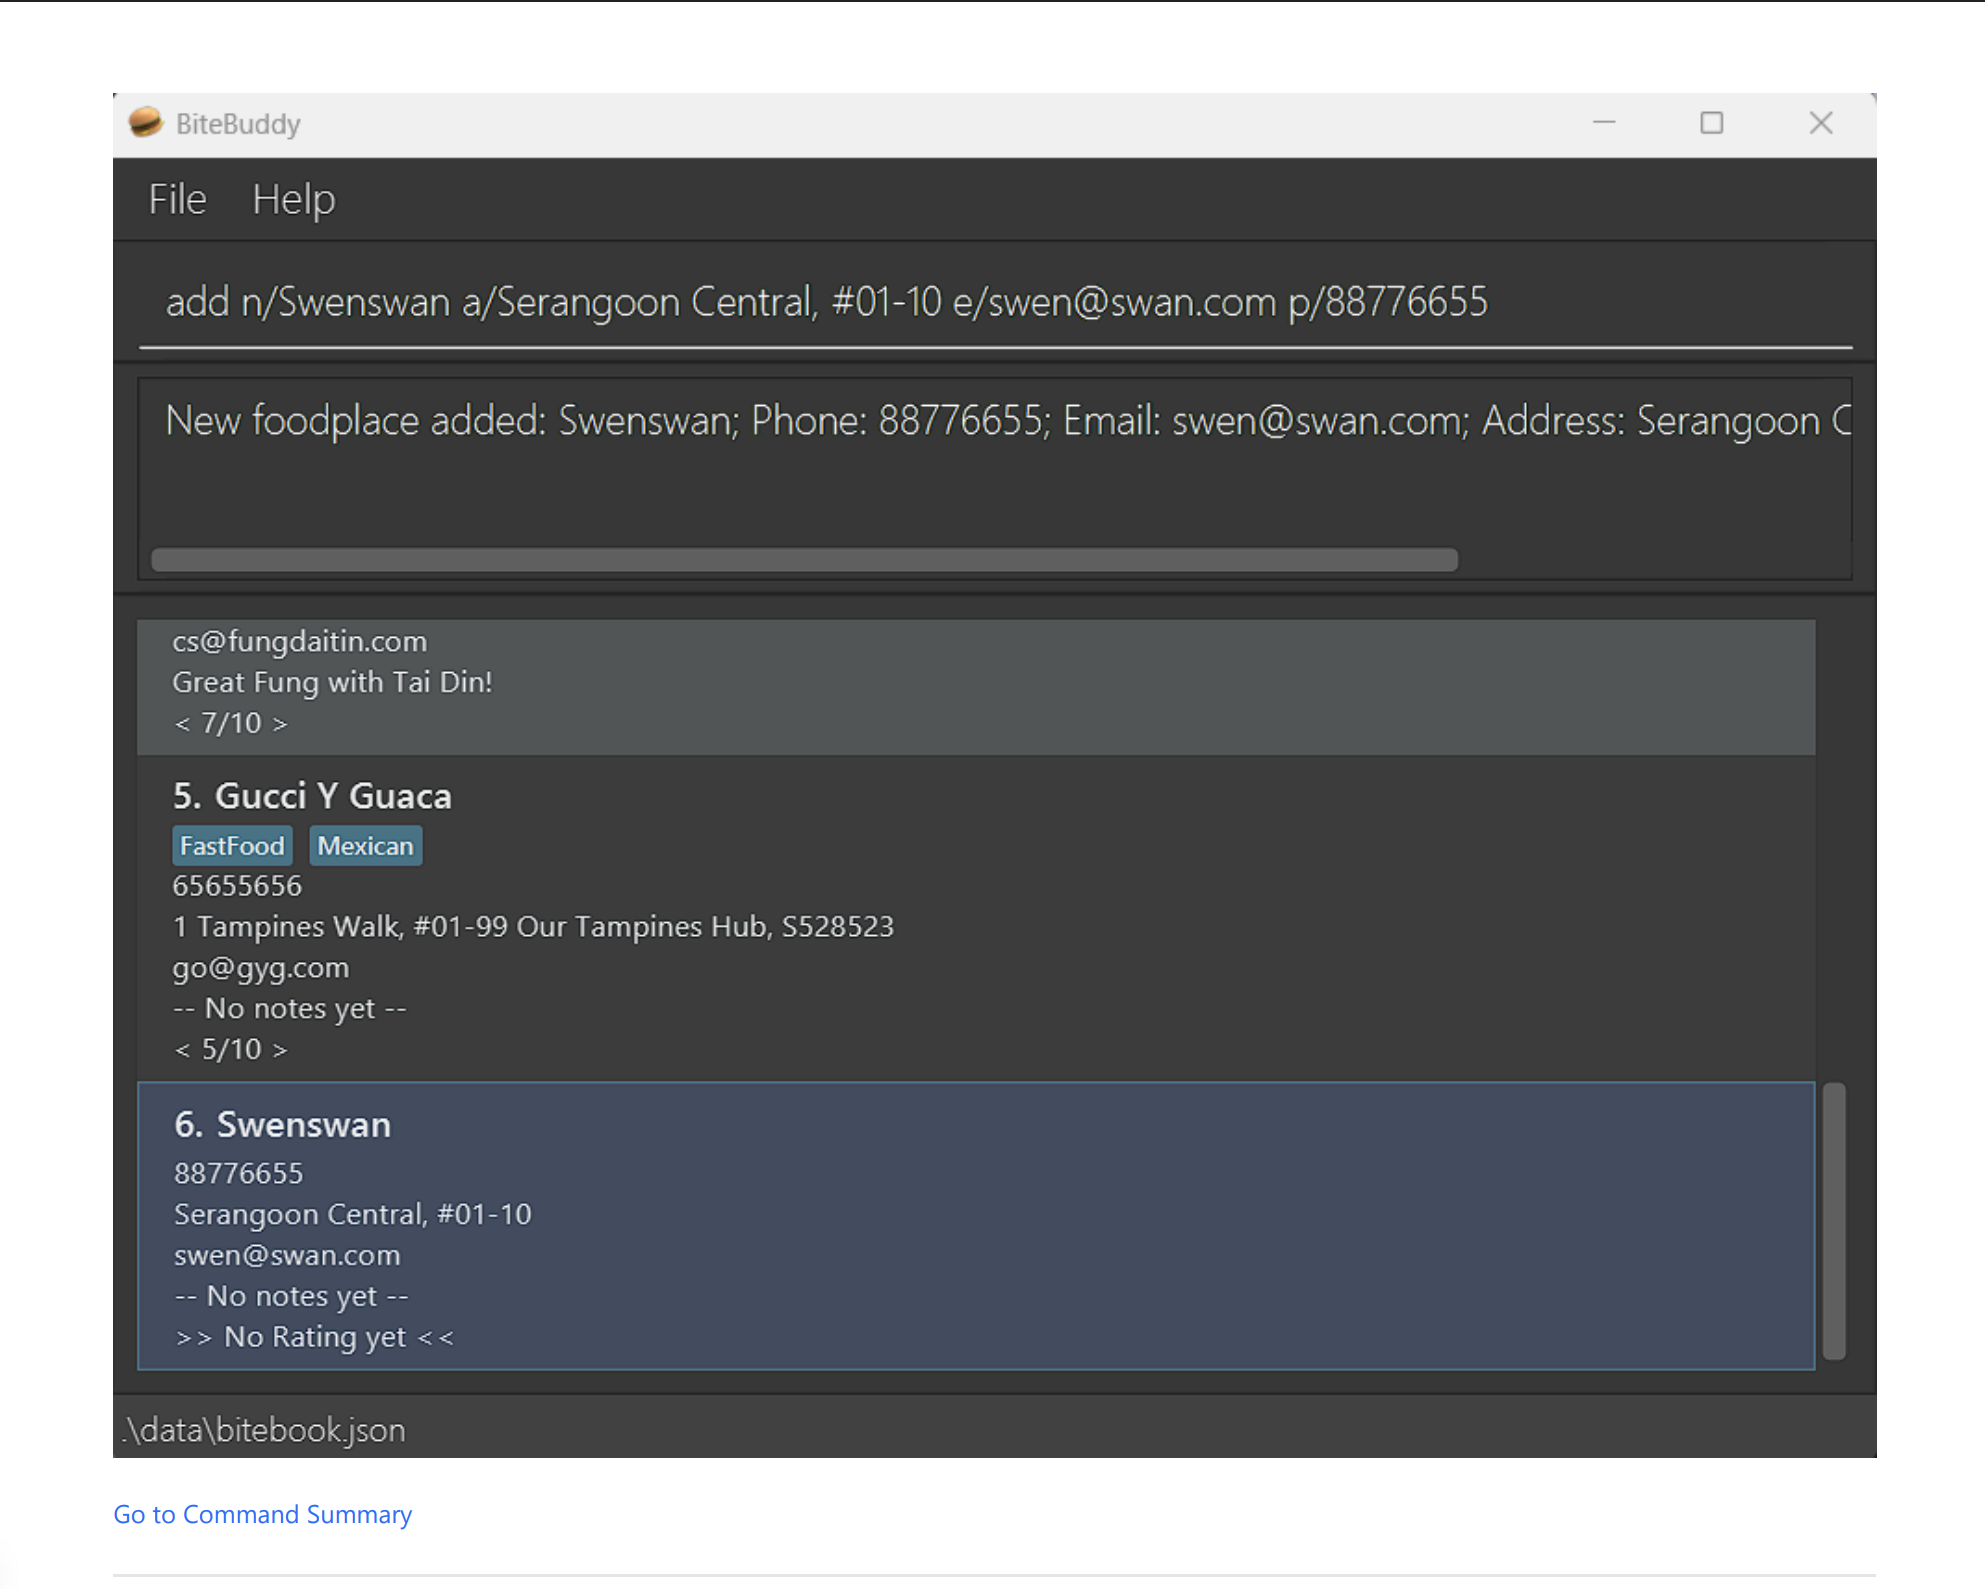 BiteBuddy
File Help
add n/Swenswan a/Serangoon Central, #01-10 e/swen@swan.com p/88776655
New foodplace added: Swenswan; Phone: 88776655; Email: swen@swan.com; Address: Serangoon C
cs@fungdaitin.com
Great Fung with Tai Din!
< 7/10 >
5. Gucci Y Guaca
FastFood Mexican
65655656
1 Tampines Walk, #01-99 Our Tampines Hub, S528523
go@gyg.com
-- No notes yet --
< 5/10 >
6. Swenswan
88776655
Serangoon Central, #01-10
swen@swan.com
-- No notes yet --
>> No Rating yet <<
.\data\bitebook.json
Go to Command Summary